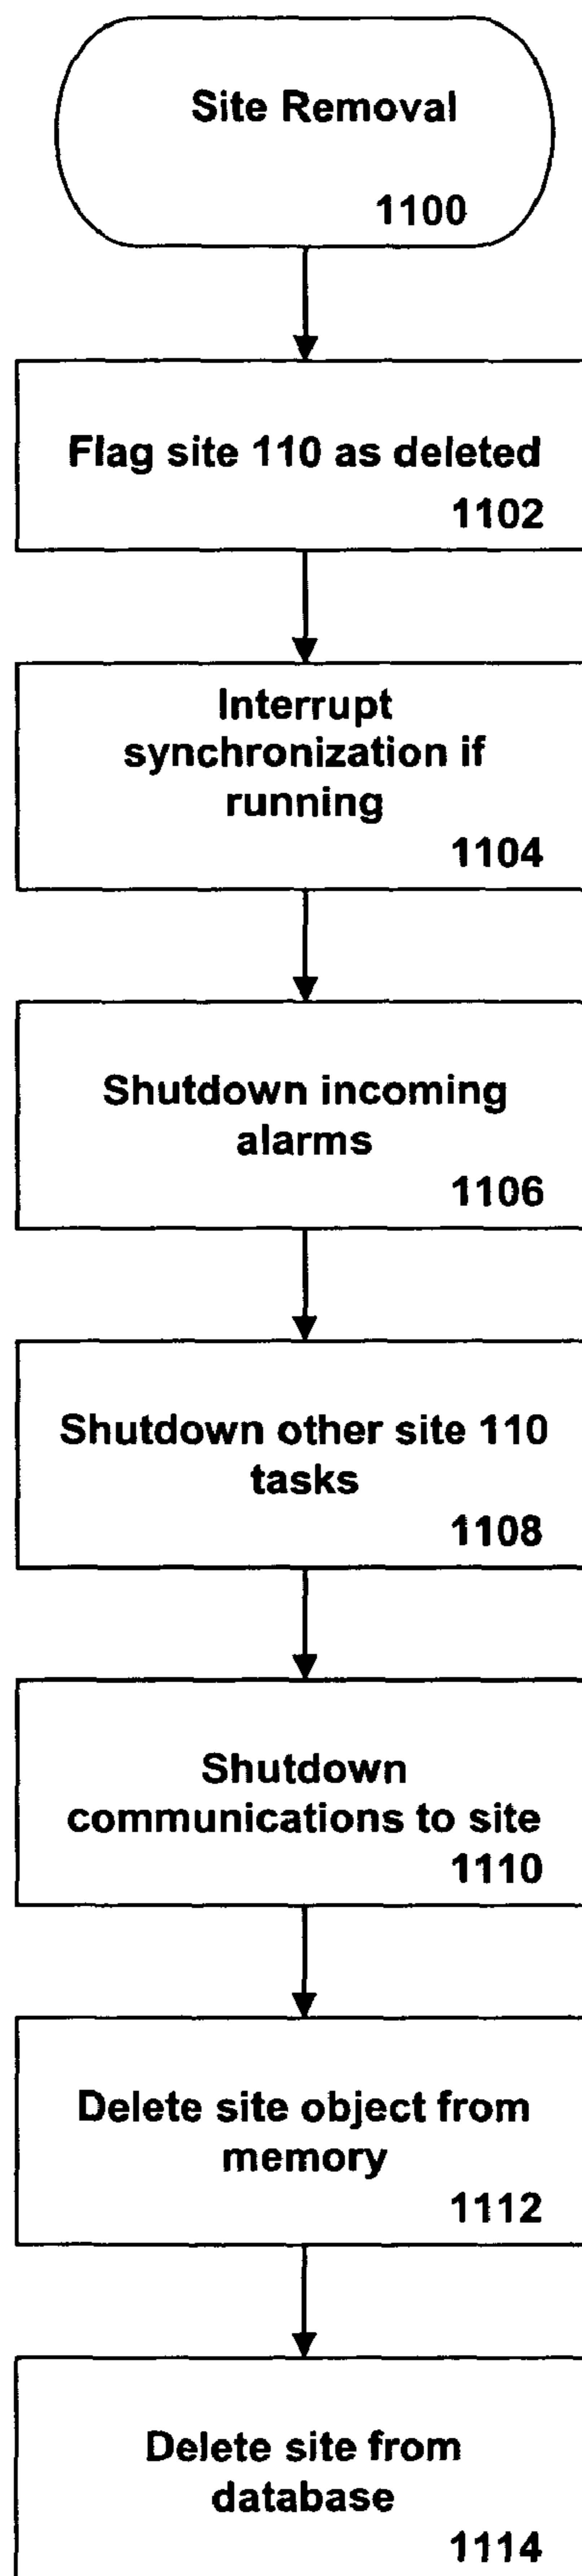 Site Removal
1100
Flag site 110 as deleted
1102
Interrupt
synchronization if
running
1104
Shutdown incoming
alarms
1106
Shutdown other site 110
tasks
1108
Shutdown
communications to site
1110
Delete site object from
memory
1112
Delete site from
database
1114